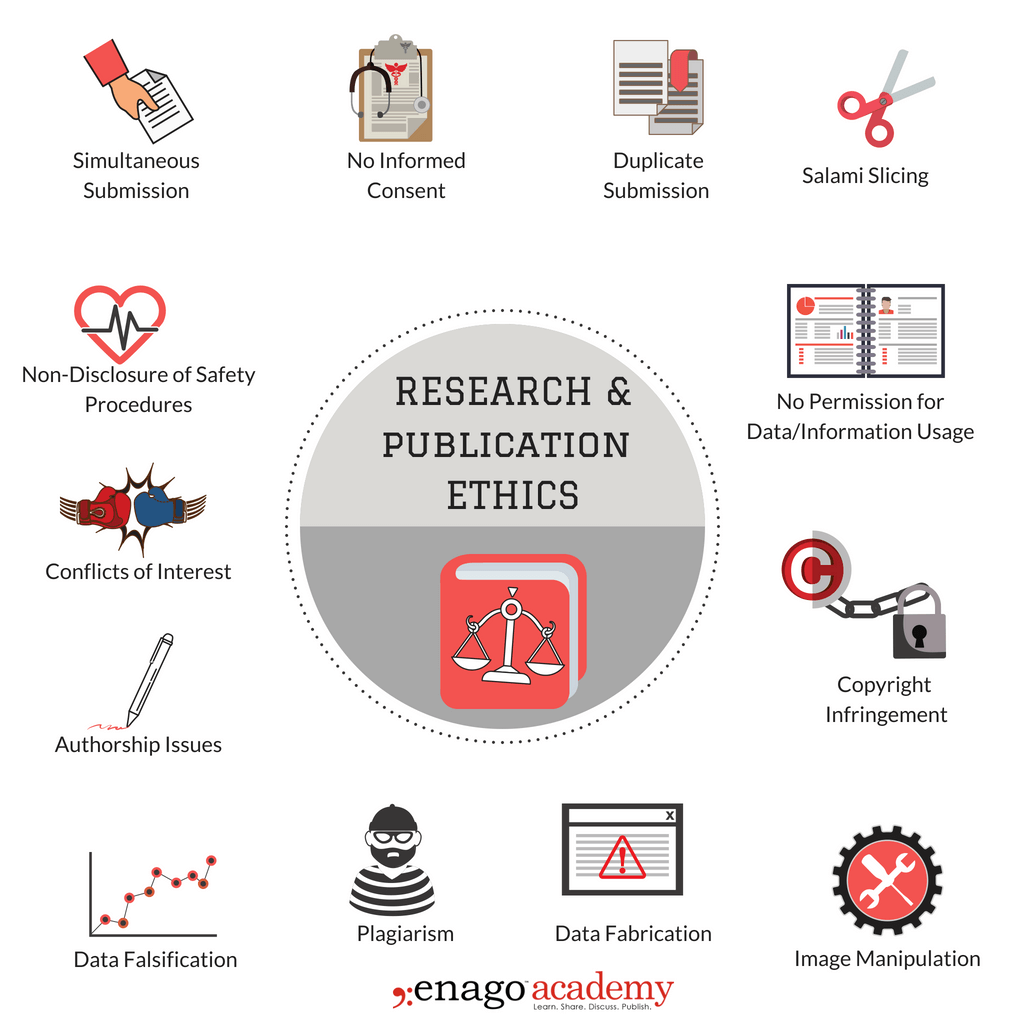 Simultaneous
Submission
No Informed
Consent
Duplicate
Submission
Salami Slicing
Non-Disclosure of Safety
Procedures
RESEARCH &
PUBLICATION
ETHICS
No Permission for
Data/Information Usage
Conflicts of Interest
C
Copyright
Infringement
Authorship Issues
X
Data Falsification
Plagiarism
Data Fabrication
Image Manipulation
enago academy
Learn. Share. Discuss. Publish.